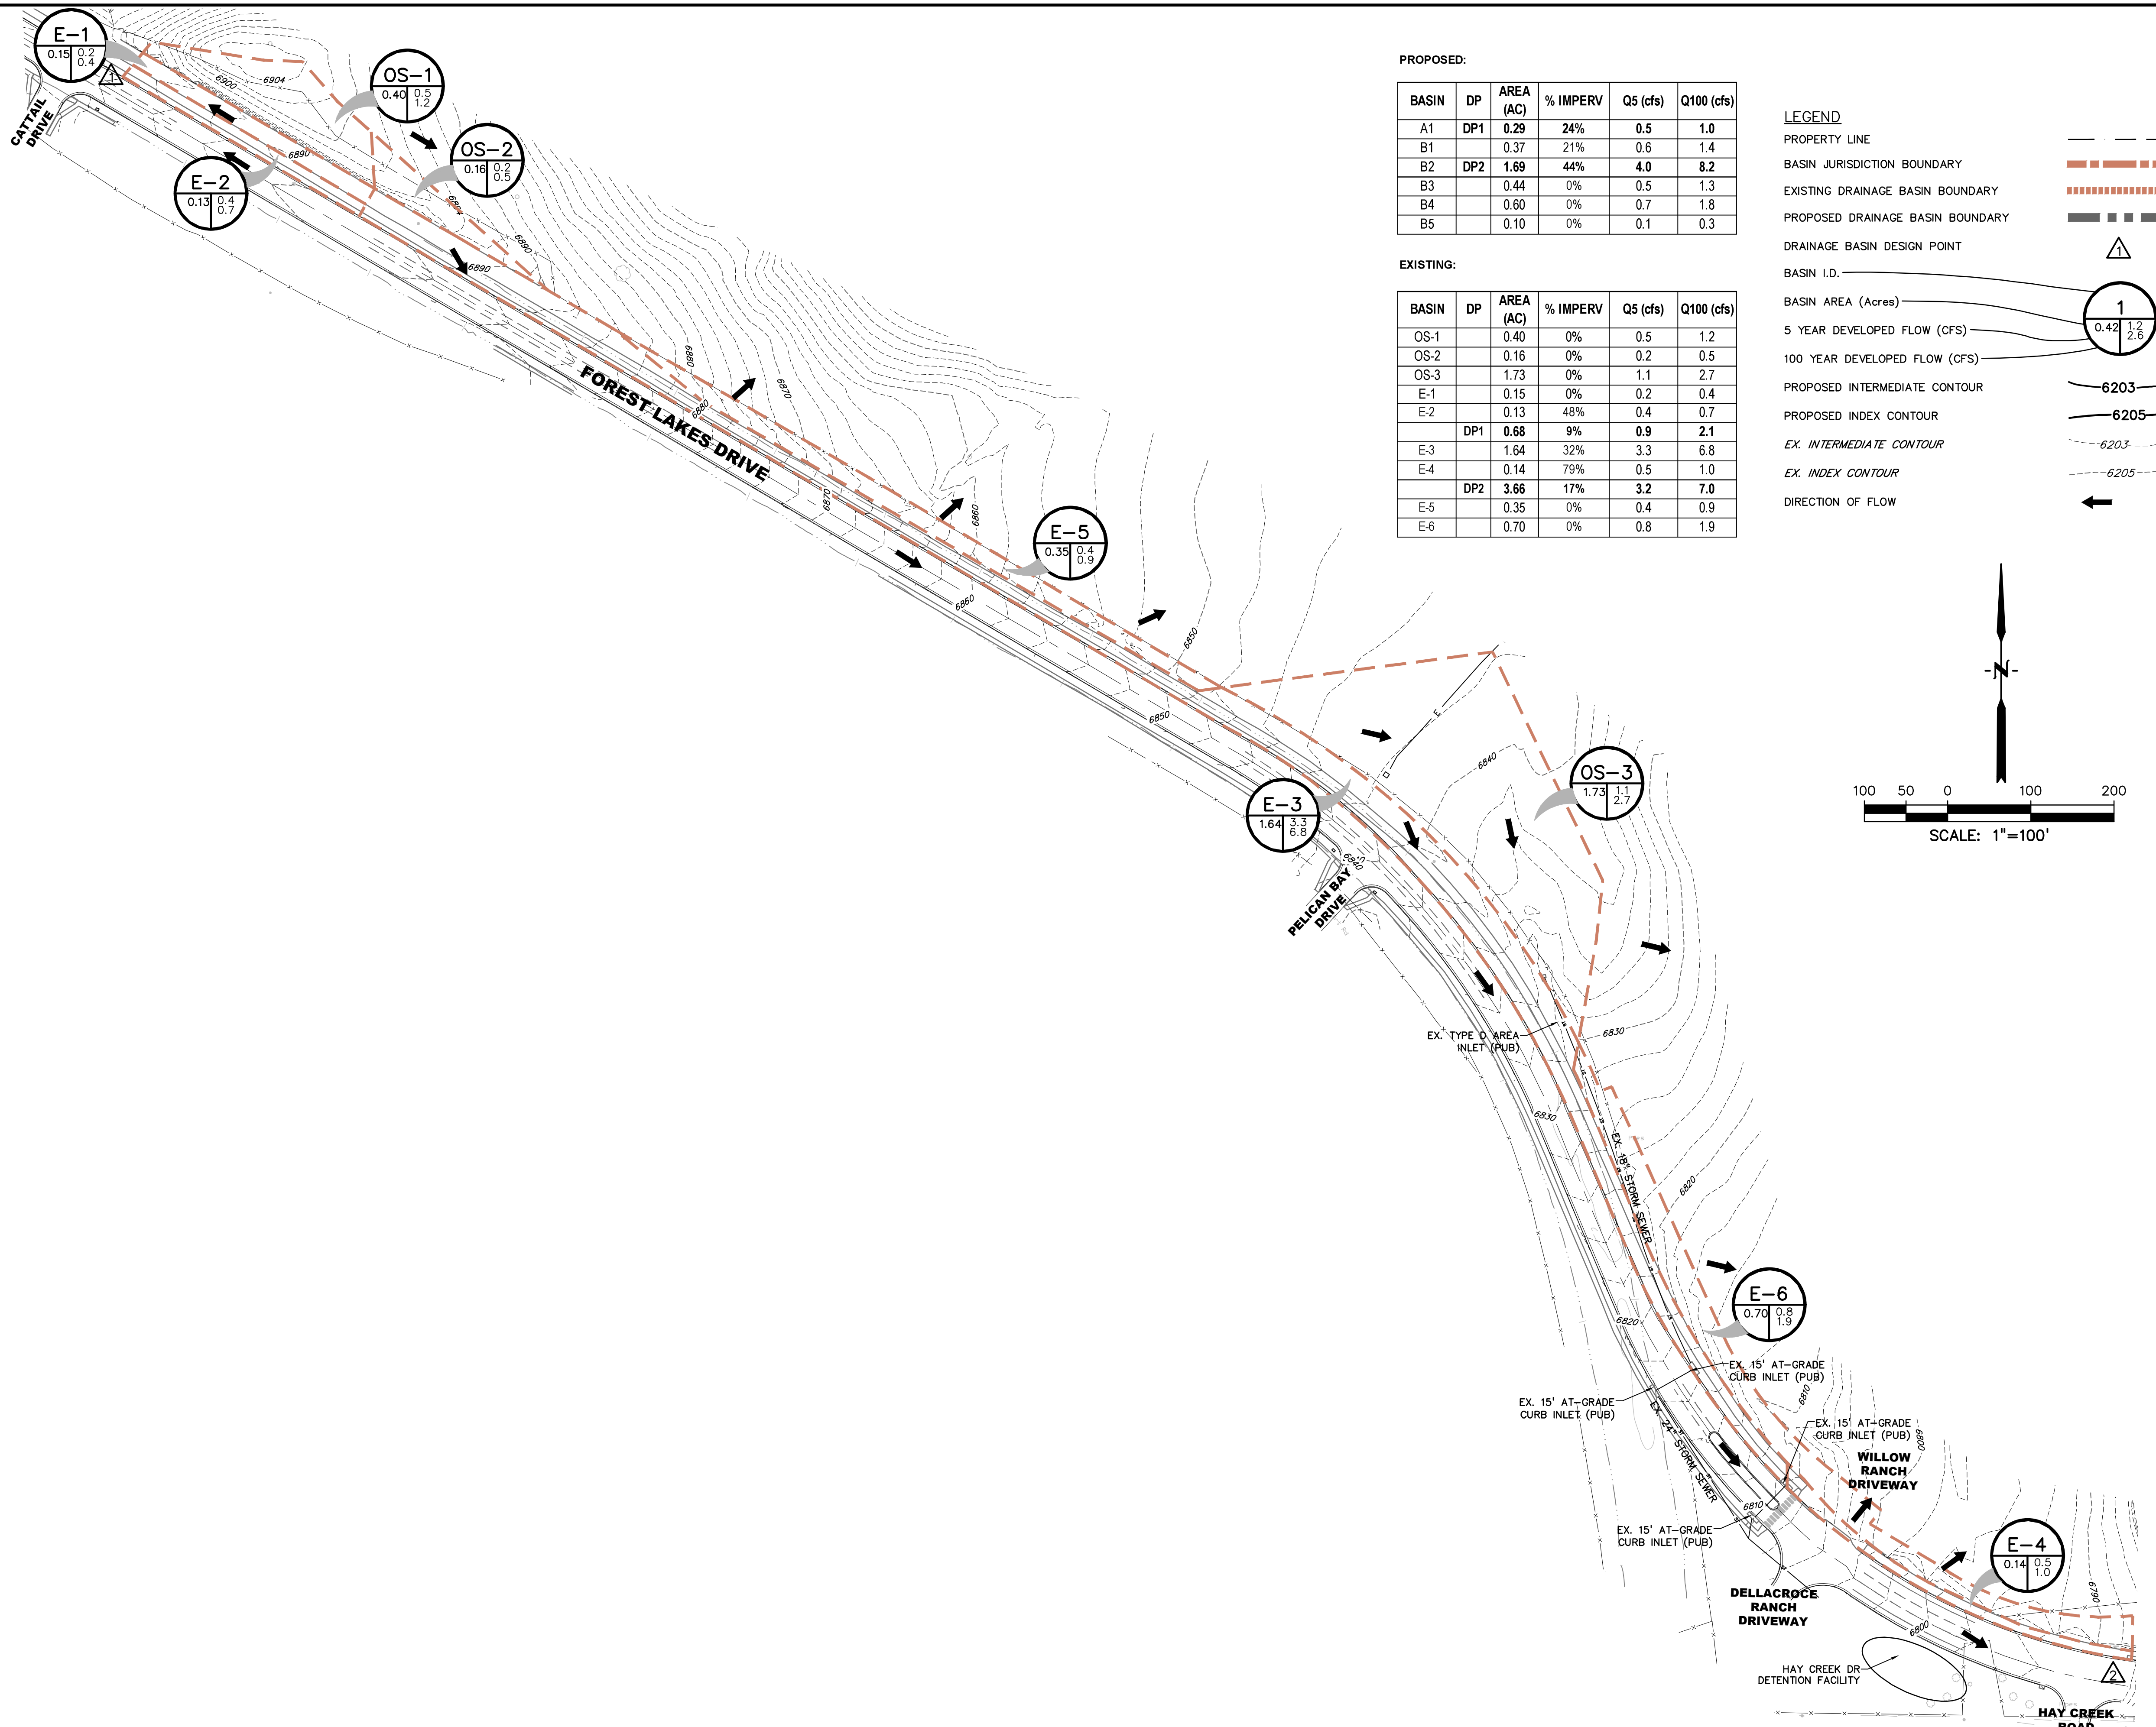 E-1
0.15 0.2
0.4
1
CATTAIL
DRIVE
6900
6904
OS-1
0.40 0.5
1.2
OS-2
0.16 0.2
0.5
6890
E-2
0.13 0.4
0.7
6894
6890
6890
6880
6870
6880
FOREST LAKES DRIVE
6870
6860
E-5
0.35 0.4
0.9
6860
6850
6850
E
6840
OS-3
1.73 1.1
2.7
E-3
1.64 3.3
6.8
6840
PELICAN BAY
DRIVE
EX. TYPE D AREA
INLET (PUB)
6830
6830
EX. 18" STORM SEWER
6820
6820
E-6
0.70 0.8
1.9
EX. 15' AT-GRADE
CURB INLET (PUB)
EX. 15' AT-GRADE
CURB INLET (PUB)
6810
EX. 24" STORM SEWER
EX. 15' AT-GRADE
CURB INLET (PUB)
6800
WILLOW
RANCH
DRIVEWAY
6810
EX. 15' AT-GRADE
CURB INLET (PUB)
E-4
0.14 0.5
1.0
6790
DELLACROCE
RANCH
DRIVEWAY
6800
HAY CREEK DR
DETENTION FACILITY
2
HAY CREEK
ROAD
PROPOSED:
BASIN DP AREA (AC) % IMPERV Q5 (cfs) Q100 (cfs)
A1 DP1 0.29 24% 0.5 1.0
B1 0.37 21% 0.6 1.4
B2 DP2 1.69 44% 4.0 8.2
B3 0.44 0% 0.5 1.3
B4 0.60 0% 0.7 1.8
B5 0.10 0% 0.1 0.3
EXISTING:
BASIN DP AREA (AC) % IMPERV Q5 (cfs) Q100 (cfs)
OS-1 0.40 0% 0.5 1.2
OS-2 0.16 0% 0.2 0.5
OS-3 1.73 0% 1.1 2.7
E-1 0.15 0% 0.2 0.4
E-2 0.13 48% 0.4 0.7
DP1 0.68 9% 0.9 2.1
E-3 1.64 32% 3.3 6.8
E-4 0.14 79% 0.5 1.0
DP2 3.66 17% 3.2 7.0
E-5 0.35 0% 0.4 0.9
E-6 0.70 0% 0.8 1.9
LEGEND
PROPERTY LINE
BASIN JURISDICTION BOUNDARY
EXISTING DRAINAGE BASIN BOUNDARY
PROPOSED DRAINAGE BASIN BOUNDARY
DRAINAGE BASIN DESIGN POINT
1
BASIN I.D.
BASIN AREA (Acres)
5 YEAR DEVELOPED FLOW (CFS)
100 YEAR DEVELOPED FLOW (CFS)
1
0.42 1.2
2.6
PROPOSED INTERMEDIATE CONTOUR 6203
PROPOSED INDEX CONTOUR 6205
EX. INTERMEDIATE CONTOUR 6203
EX. INDEX CONTOUR 6205
DIRECTION OF FLOW
N
100 50 0 100 200
SCALE: 1"=100'